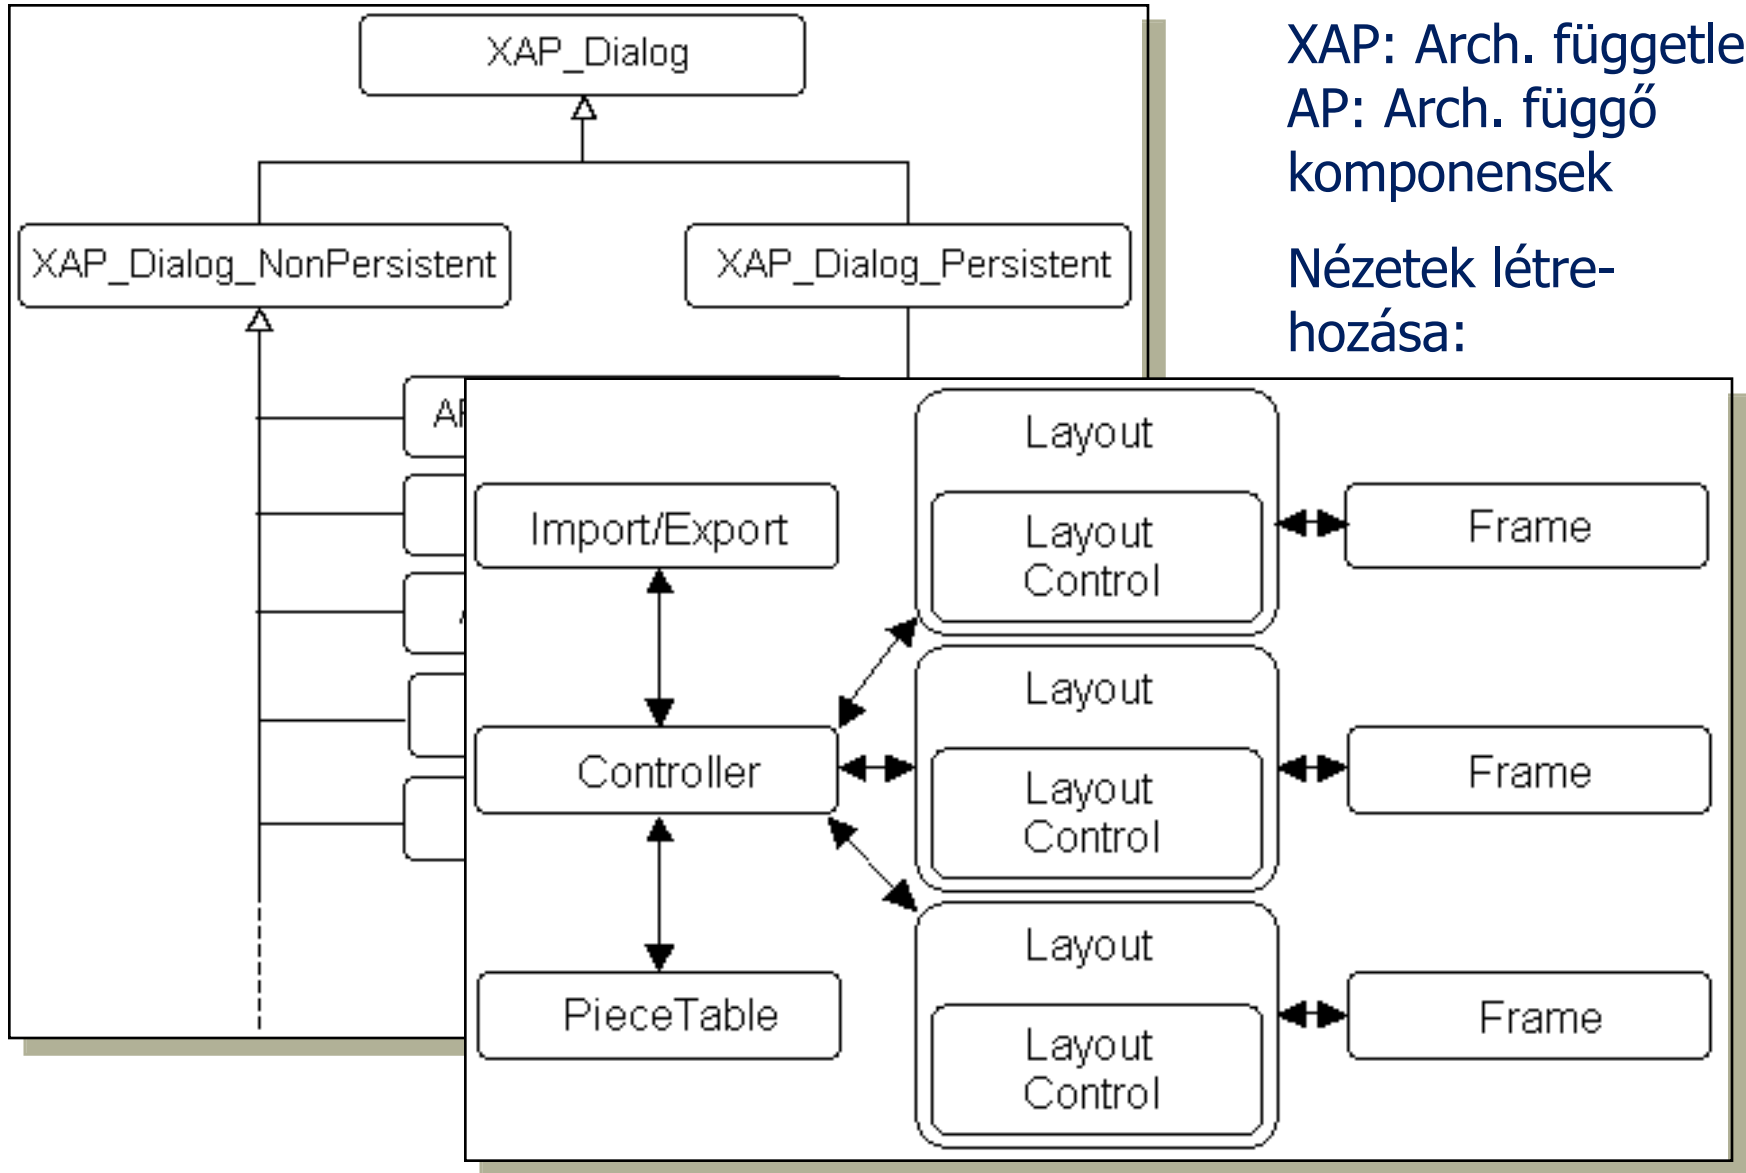 XAP_Dialog
XAP_Dialog_NonPersistent
XAP_Dialog_Persistent
XAP: Arch. függetle
AP: Arch. függő
komponensek
Nézetek létre-
hozása:
Layout
Layout
Control
Import/Export
Frame
Layout
Layout
Control
Controller
Frame
Layout
Layout
Control
PieceTable
Frame